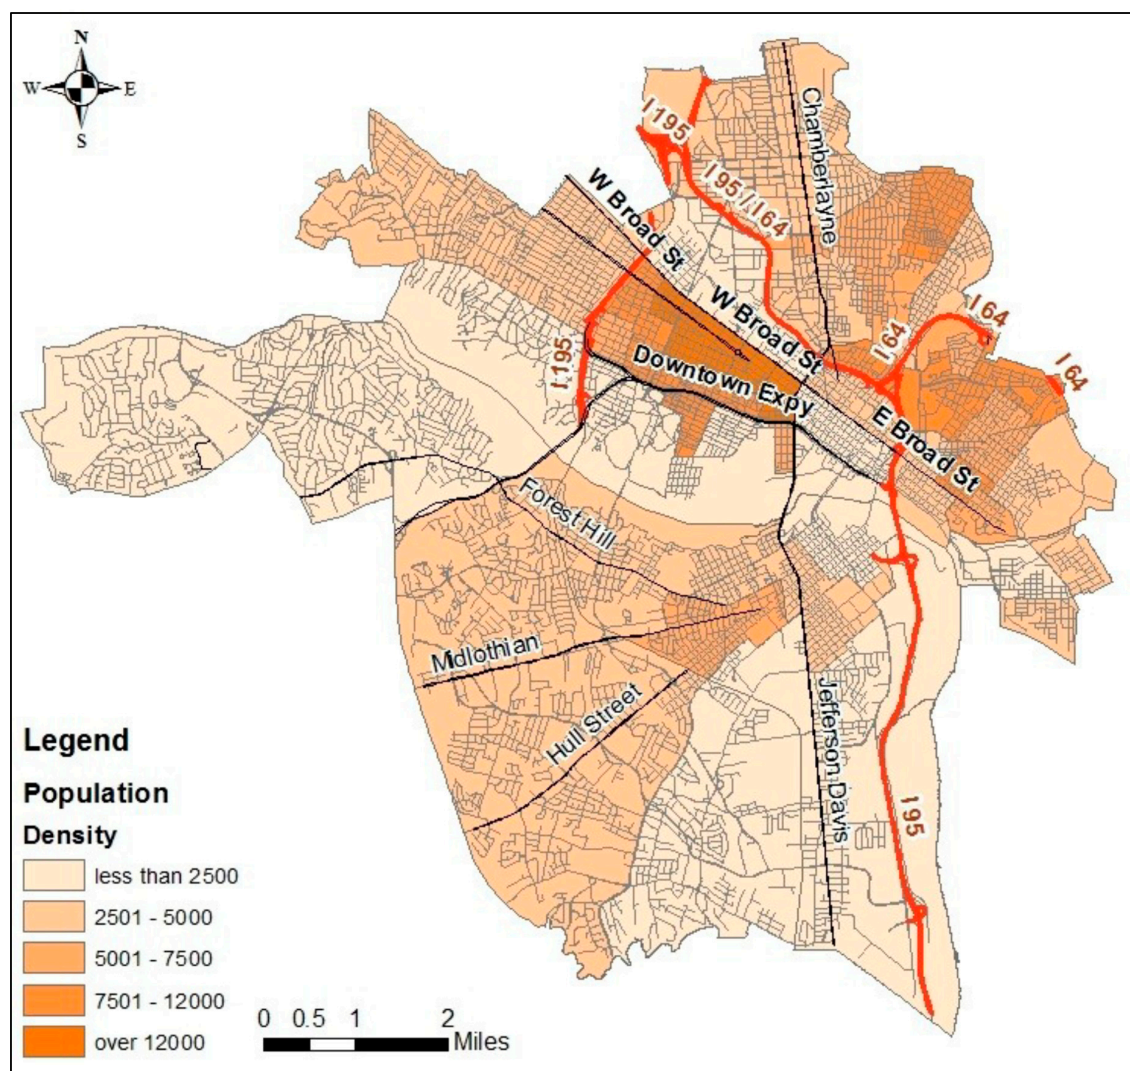 N
W E
S
I 195
Chamberlayne
I 95 / I 64
W Broad St
I 64
W Broad St
I 64
I 195
Downtown Expy
I 64
E Broad St
Forest Hill
Midlothian
Hull Street
Jefferson Davis
I 95
Legend
Population
Density
less than 2500
2501 - 5000
5001 - 7500
7501 - 12000
over 12000
0 0.5 1 2
Miles